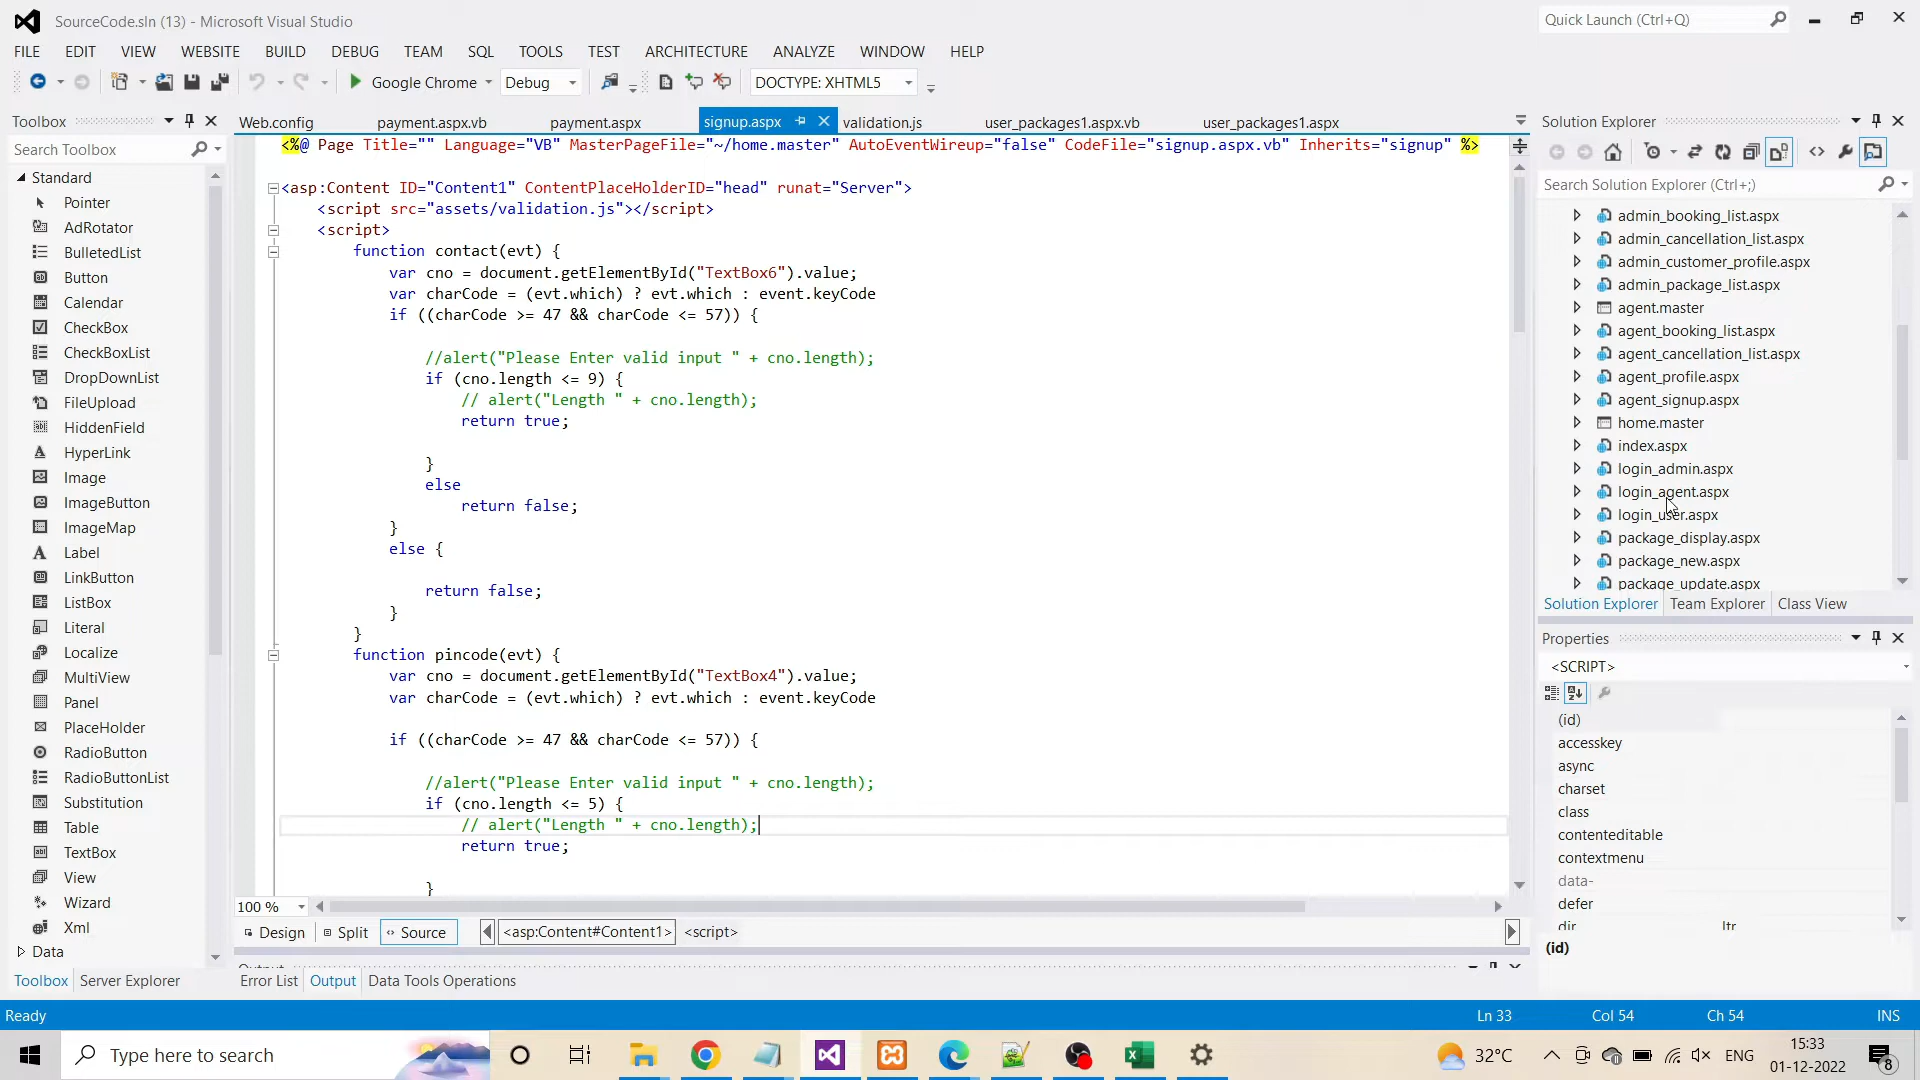 SourceCode.sln (13) - Microsoft Visual Studio
Quick Launch (Ctrl+Q)
FILE EDIT VIEW WEBSITE BUILD DEBUG TEAM SQL TOOLS TEST ARCHITECTURE ANALYZE WINDOW HELP
Google Chrome Debug DOCTYPE: XHTML5
Toolbox
Search Toolbox
Standard
Pointer
AdRotator
BulletedList
Button
Calendar
CheckBox
CheckBoxList
DropDownList
FileUpload
HiddenField
HyperLink
Image
ImageButton
ImageMap
Label
LinkButton
ListBox
Literal
Localize
MultiView
Panel
PlaceHolder
RadioButton
RadioButtonList
Substitution
Table
TextBox
View
Wizard
Xml
Data
Toolbox Server Explorer
Web.config payment.aspx.vb payment.aspx signup.aspx validation.js user_packages1.aspx.vb user_packages1.aspx
<%@ Page Title="" Language="VB" MasterPageFile="~/home.master" AutoEventWireup="false" CodeFile="signup.aspx.vb" Inherits="signup" %>
<asp:Content ID="Content1" ContentPlaceHolderID="head" runat="Server">
<script src="assets/validation.js"></script>
<script>
function contact(evt) {
var cno = document.getElementById("TextBox6").value;
var charCode = (evt.which) ? evt.which : event.keyCode
if ((charCode >= 47 && charCode <= 57)) {
//alert("Please Enter valid input " + cno.length);
if (cno.length <= 9) {
// alert("Length " + cno.length);
return true;
}
else
return false;
}
else {
return false;
}
}
function pincode(evt) {
var cno = document.getElementById("TextBox4").value;
var charCode = (evt.which) ? evt.which : event.keyCode
if ((charCode >= 47 && charCode <= 57)) {
//alert("Please Enter valid input " + cno.length);
if (cno.length <= 5) {
// alert("Length " + cno.length);
return true;
}
100 %
Design Split Source <asp:Content#Content1> <script>
Error List Output Data Tools Operations
Solution Explorer
Search Solution Explorer (Ctrl+;)
admin_booking_list.aspx
admin_cancellation_list.aspx
admin_customer_profile.aspx
admin_package_list.aspx
agent.master
agent_booking_list.aspx
agent_cancellation_list.aspx
agent_profile.aspx
agent_signup.aspx
home.master
index.aspx
login_admin.aspx
login_agent.aspx
login_user.aspx
package_display.aspx
package_new.aspx
package_update.aspx
Solution Explorer Team Explorer Class View
Properties
<SCRIPT>
(id)
accesskey
async
charset
class
contenteditable
contextmenu
data-
defer
dir ltr
(id)
Ready Ln 33 Col 54 Ch 54 INS
Type here to search
32°C ENG
15:33
01-12-2022
8